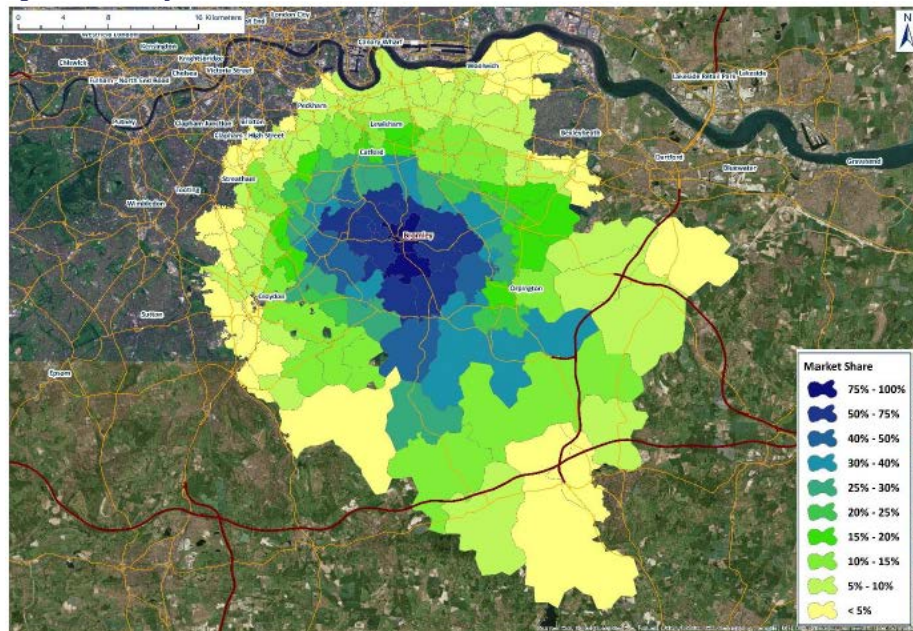 0 4 8 16 Kilometers
London City
Canary Wharf
Kensington
Knightsbridge
Chiswick
Chelsea
Victoria Street
Woolwich
Fulham - North End Road
Lakeside Retail Park
Lakeside
Peckham
Putney
Clapham Junction
Brixton
Clapham - High Street
Lewisham
Bexleyheath
Catford
Dartford
Bluewater
Gravesend
Streatham
Tooting
Wimbledon
Bromley
Orpington
Croydon
Sutton
Epsom
N
Market Share
75% - 100%
50% - 75%
40% - 50%
30% - 40%
25% - 30%
20% - 25%
15% - 20%
10% - 15%
5% - 10%
< 5%